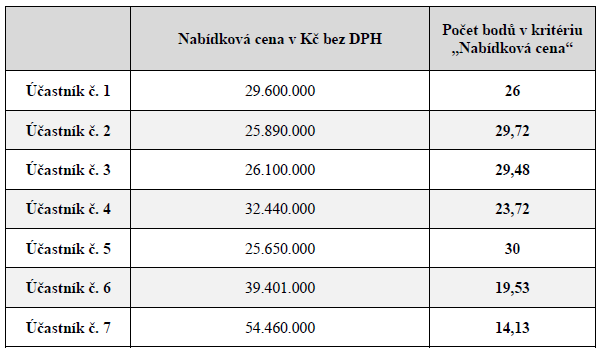 Nabídková cena v Kč bez DPH
Počet bodů v kritériu
„Nabídková cena“
Účastník č. 1 29.600.000 26
Účastník č. 2 25.890.000 29,72
Účastník č. 3 26.100.000 29,48
Účastník č. 4 32.440.000 23,72
Účastník č. 5 25.650.000 30
Účastník č. 6 39.401.000 19,53
Účastník č. 7 54.460.000 14,13